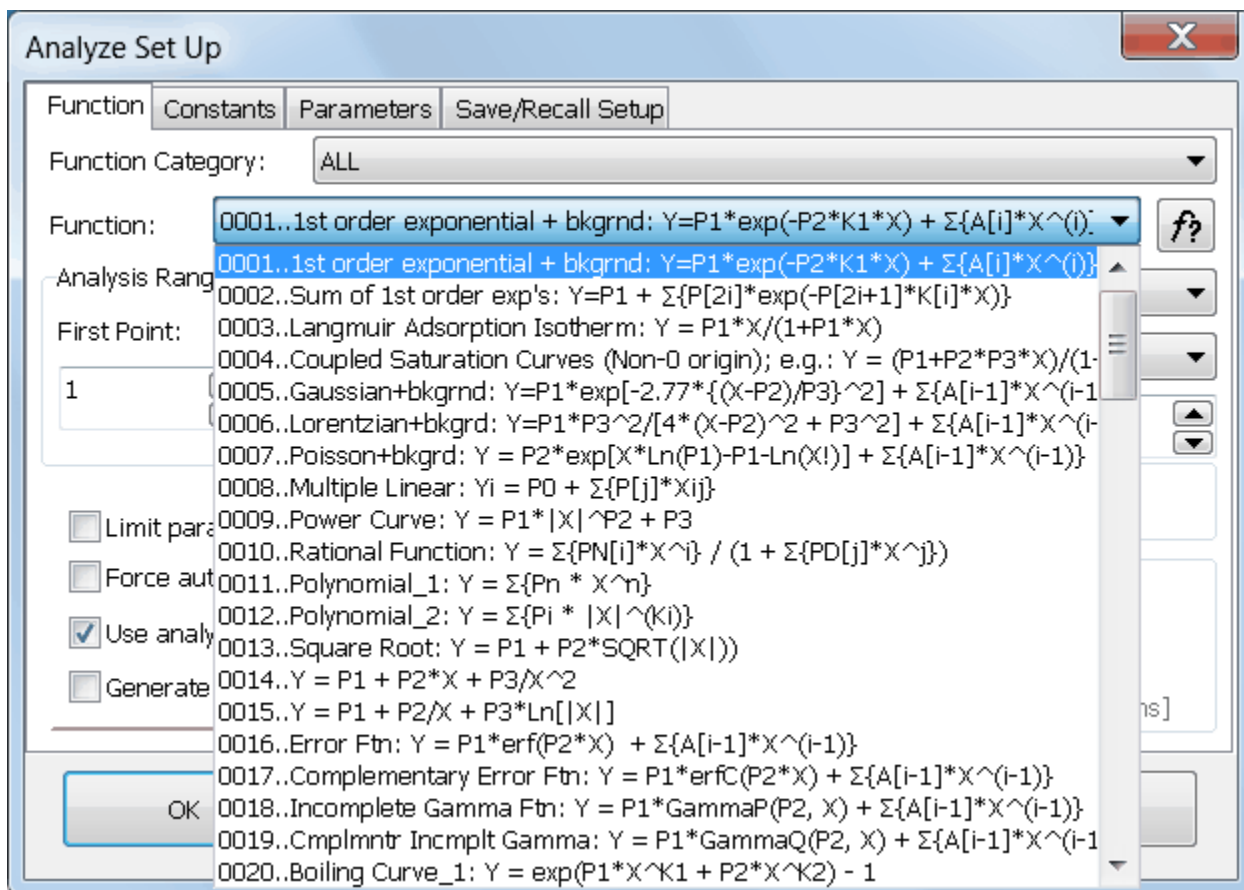 Analyze Set Up
X
Function Constants Parameters Save/Recall Setup
Function Category: ALL
Function: 0001..1st order exponential + bkgrnd: Y=P1*exp(-P2*K1*X) + Σ{A[i]*X^(i)
f?
Analysis Rang
First Point:
1
0001..1st order exponential + bkgrnd: Y=P1*exp(-P2*K1*X) + Σ{A[i]*X^(i)}
0002..Sum of 1st order exp's: Y=P1 + Σ{P[2i]*exp(-P[2i+1]*K[i]*X)}
0003..Langmuir Adsorption Isotherm: Y = P1*X/(1+P1*X)
0004..Coupled Saturation Curves (Non-0 origin); e.g.: Y = (P1+P2*P3*X)/(1-
0005..Gaussian+bkgrnd: Y=P1*exp[-2.77*{(X-P2)/P3}^2] + Σ{A[i-1]*X^(i-1
0006..Lorentzian+bkgrd: Y=P1*P3^2/[4*(X-P2)^2 + P3^2] + Σ{A[i-1]*X^(i-
0007..Poisson+bkgrd: Y = P2*exp[X*Ln(P1)-P1-Ln(X!)] + Σ{A[i-1]*X^(i-1)}
0008..Multiple Linear: Yi = P0 + Σ{P[j]*Xij}
0009..Power Curve: Y = P1*|X|^P2 + P3
0010..Rational Function: Y = Σ{PN[i]*X^i} / (1 + Σ{PD[j]*X^j})
0011..Polynomial_1: Y = Σ{Pn * X^n}
0012..Polynomial_2: Y = Σ{Pi * |X|^(Ki)}
0013..Square Root: Y = P1 + P2*SQRT(|X|))
0014..Y = P1 + P2*X + P3/X^2
0015..Y = P1 + P2/X + P3*Ln[|X|]
0016..Error Ftn: Y = P1*erf(P2*X) + Σ{A[i-1]*X^(i-1)}
0017..Complementary Error Ftn: Y = P1*erfC(P2*X) + Σ{A[i-1]*X^(i-1)}
0018..Incomplete Gamma Ftn: Y = P1*GammaP(P2, X) + Σ{A[i-1]*X^(i-1)}
0019..Cmplmntr Incmplt Gamma: Y = P1*GammaQ(P2, X) + Σ{A[i-1]*X^(i-1
0020..Boiling Curve_1: Y = exp(P1*X^K1 + P2*X^K2) - 1
Limit para
Force aut
Use analy
Generate
ns]
OK